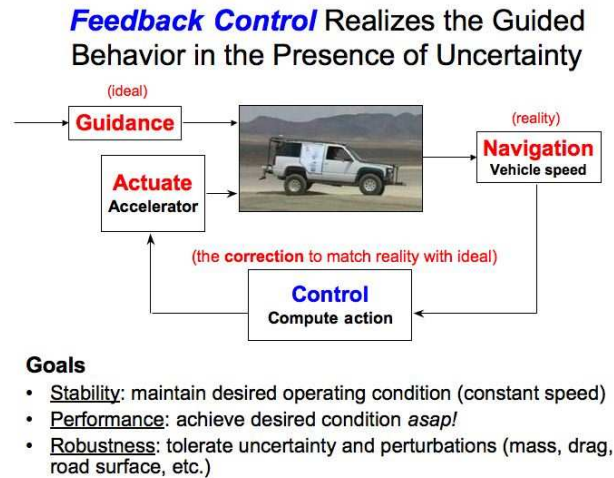 Feedback Control Realizes the Guided
Behavior in the Presence of Uncertainty
(ideal)
Guidance
(reality)
Navigation
Vehicle speed
Actuate
Accelerator
(the correction to match reality with ideal)
Control
Compute action
Goals
• Stability: maintain desired operating condition (constant speed)
• Performance: achieve desired condition asap!
• Robustness: tolerate uncertainty and perturbations (mass, drag,
road surface, etc.)